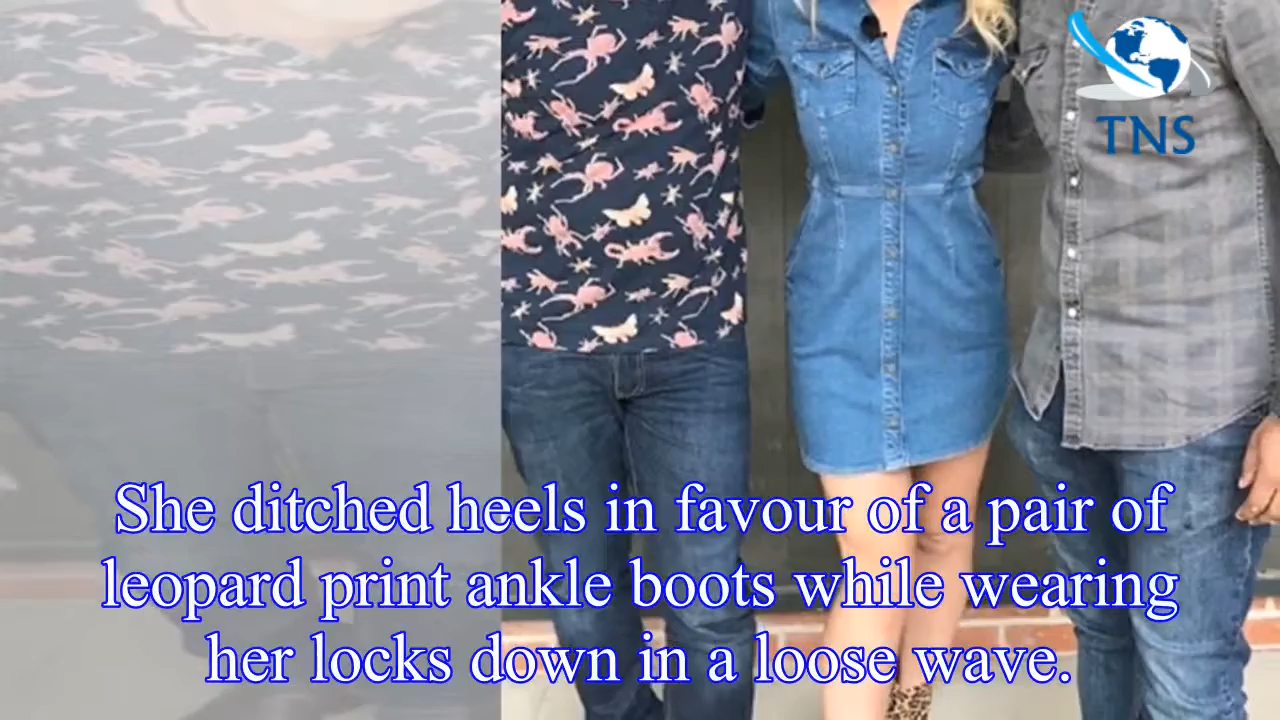 TNS
She ditched heels in favour of a pair of
leopard print ankle boots while wearing
her locks down in a loose wave.